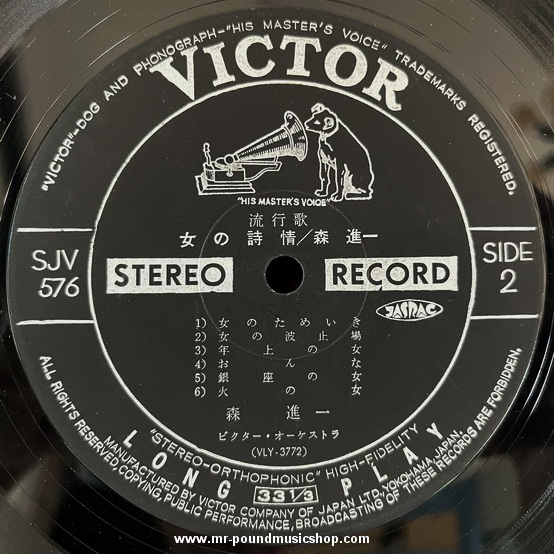 "VICTOR"-DOG AND PHONOGRAPH-"HIS MASTER'S VOICE" TRADEMARKS REGISTERED.
VICTOR
"HIS MASTER'S VOICE"
流行歌
女の詩情/森進一
SJV
576
STEREO
RECORD
SIDE
2
JASRAC
1) 女のためいき
2) 女の波止場
3) 年上の女
4) おんな
5) 銀座の女
6) 火の女
森進一
ビクター・オーケストラ
(VLY-3772)
"STEREO-ORTHOPHONIC" HIGH-FIDELITY
LONG 33 1/3 PLAY
MANUFACTURED BY VICTOR COMPANY OF JAPAN LTD. YOKOHAMA, JAPAN.
ALL RIGHTS RESERVED, COPYING, PUBLIC PERFORMANCE, BROADCASTING OF THESE RECORDS ARE FORBIDDEN.
www.mr-poundmusicshop.com